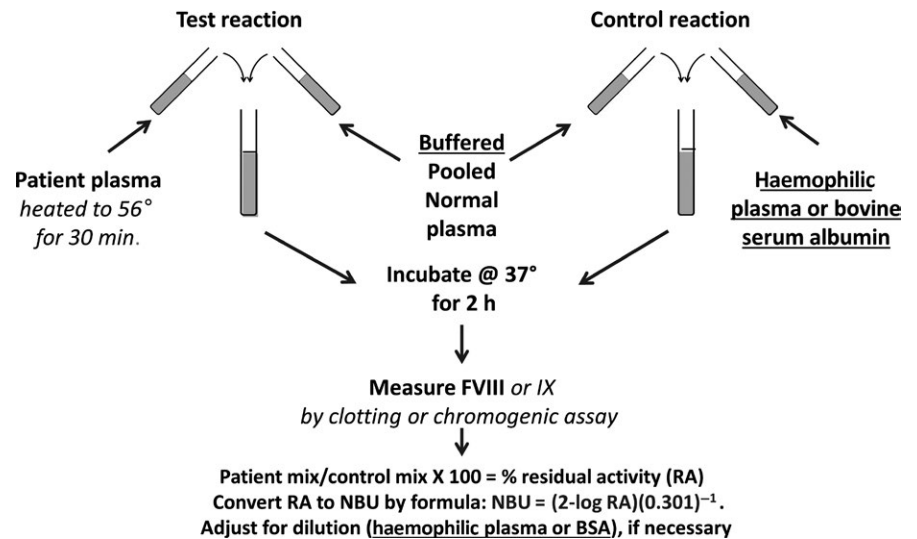 Test reaction
Control reaction
Patient plasma
heated to 56°
for 30 min.
Buffered
Pooled
Normal
plasma
Haemophilic
plasma or bovine
serum albumin
Incubate @ 37°
for 2 h
Measure FVIII or IX
by clotting or chromogenic assay
Patient mix/control mix X 100 = % residual activity (RA)
Convert RA to NBU by formula: NBU = (2-log RA)(0.301)⁻¹.
Adjust for dilution (haemophilic plasma or BSA), if necessary